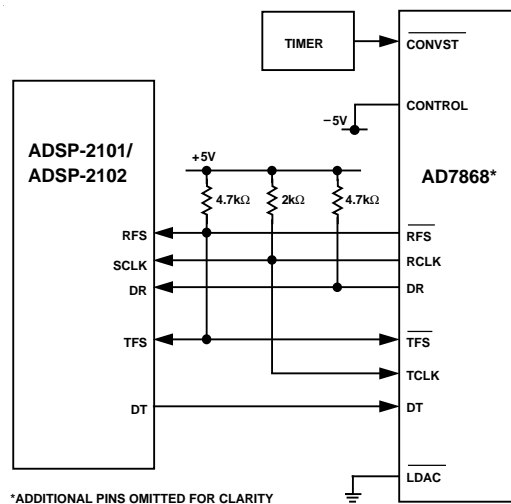 TIMER
CONVST
CONTROL
−5V
ADSP-2101/
ADSP-2102
AD7868*
+5V
4.7kΩ
2kΩ
4.7kΩ
RFS
RFS
SCLK
RCLK
DR
DR
TFS
TFS
TCLK
DT
DT
LDAC
*ADDITIONAL PINS OMITTED FOR CLARITY